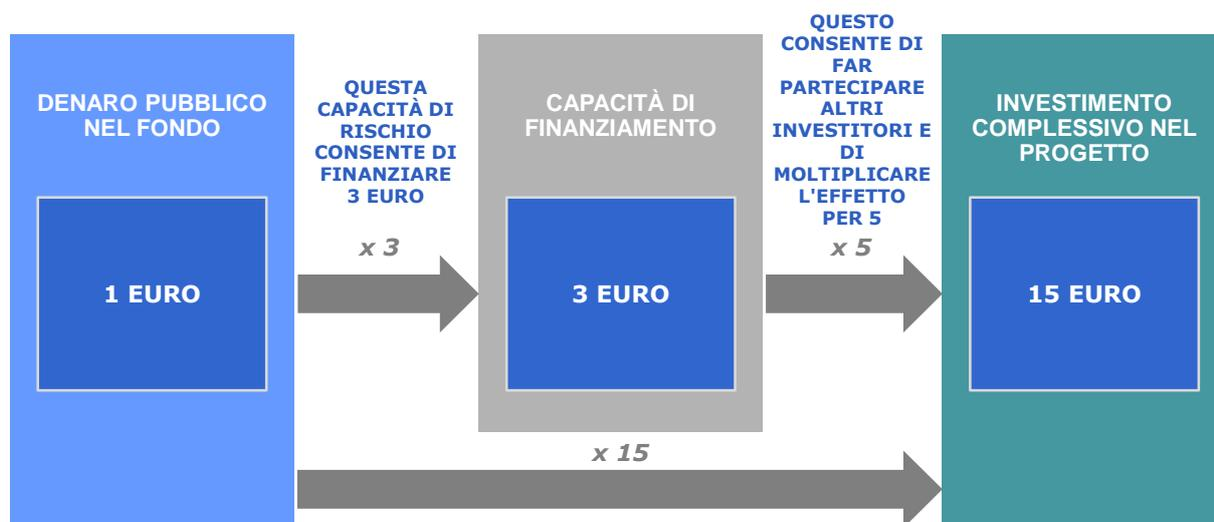 DENARO PUBBLICO
NEL FONDO
1 EURO
QUESTA
CAPACITÀ DI
RISCHIO
CONSENTE DI
FINANZIARE
3 EURO
x 3
CAPACITÀ DI
FINANZIAMENTO
3 EURO
QUESTO
CONSENTE DI
FAR
PARTECIPARE
ALTRI
INVESTITORI E
DI
MOLTIPLICARE
L'EFFETTO
PER 5
x 5
INVESTIMENTO
COMPLESSIVO NEL
PROGETTO
15 EURO
x 15